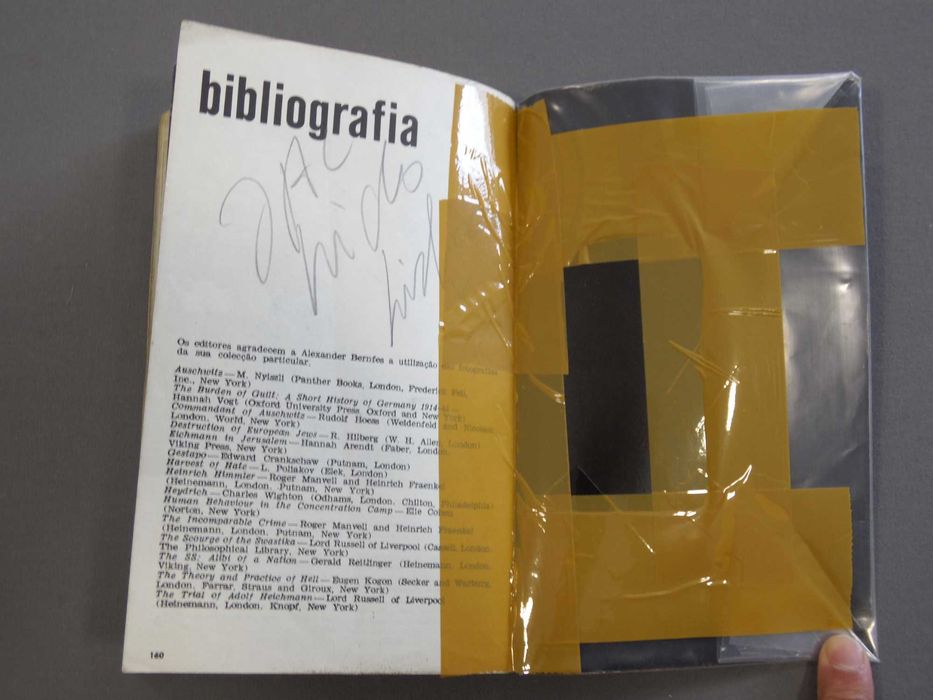 bibliografia
Os editores agradecem a Alexander Bernfes a utilização das fotografias
da sua colecção particular.
Auschwitz — M. Nyiszli (Panther Books, London, Frederick Fell,
Inc., New York)
The Burden of Guilt: A Short History of Germany 1914-45 —
Hannah Vogt (Oxford University Press Oxford and New York)
Commandant of Auschwitz — Rudolf Hoess (Weidenfeld and Nicolson
London, World, New York)
Destruction of European Jews — R. Hilberg (W. H. Allen, London)
Eichmann in Jerusalem — Hannah Arendt (Faber, London,
Viking Press, New York)
Gestapo — Edward Crankshaw (Putnam, London)
Harvest of Hate — L. Poliakov (Elek, London)
Heinrich Himmler — Roger Manvell and Heinrich Fraenkel
(Heinemann, London, Putnam, New York)
Heydrich — Charles Wighton (Odhams, London, Chilton, Philadelphia)
Human Behaviour in the Concentration Camp — Elie Cohen
(Norton, New York)
The Incomparable Crime — Roger Manvell and Heinrich Fraenkel
(Heinemann, London, Putnam, New York)
The Scourge of the Swastika — Lord Russell of Liverpool (Cassell, London,
The Philosophical Library, New York)
The SS: Alibi of a Nation — Gerald Reitlinger (Heinemann, London,
Viking, New York)
The Theory and Practice of Hell — Eugen Kogon (Secker and Warburg,
London, Farrar, Straus and Giroux, New York)
The Trial of Adolf Heichmann — Lord Russell of Liverpool
(Heinemann, London, Knopf, New York)
160